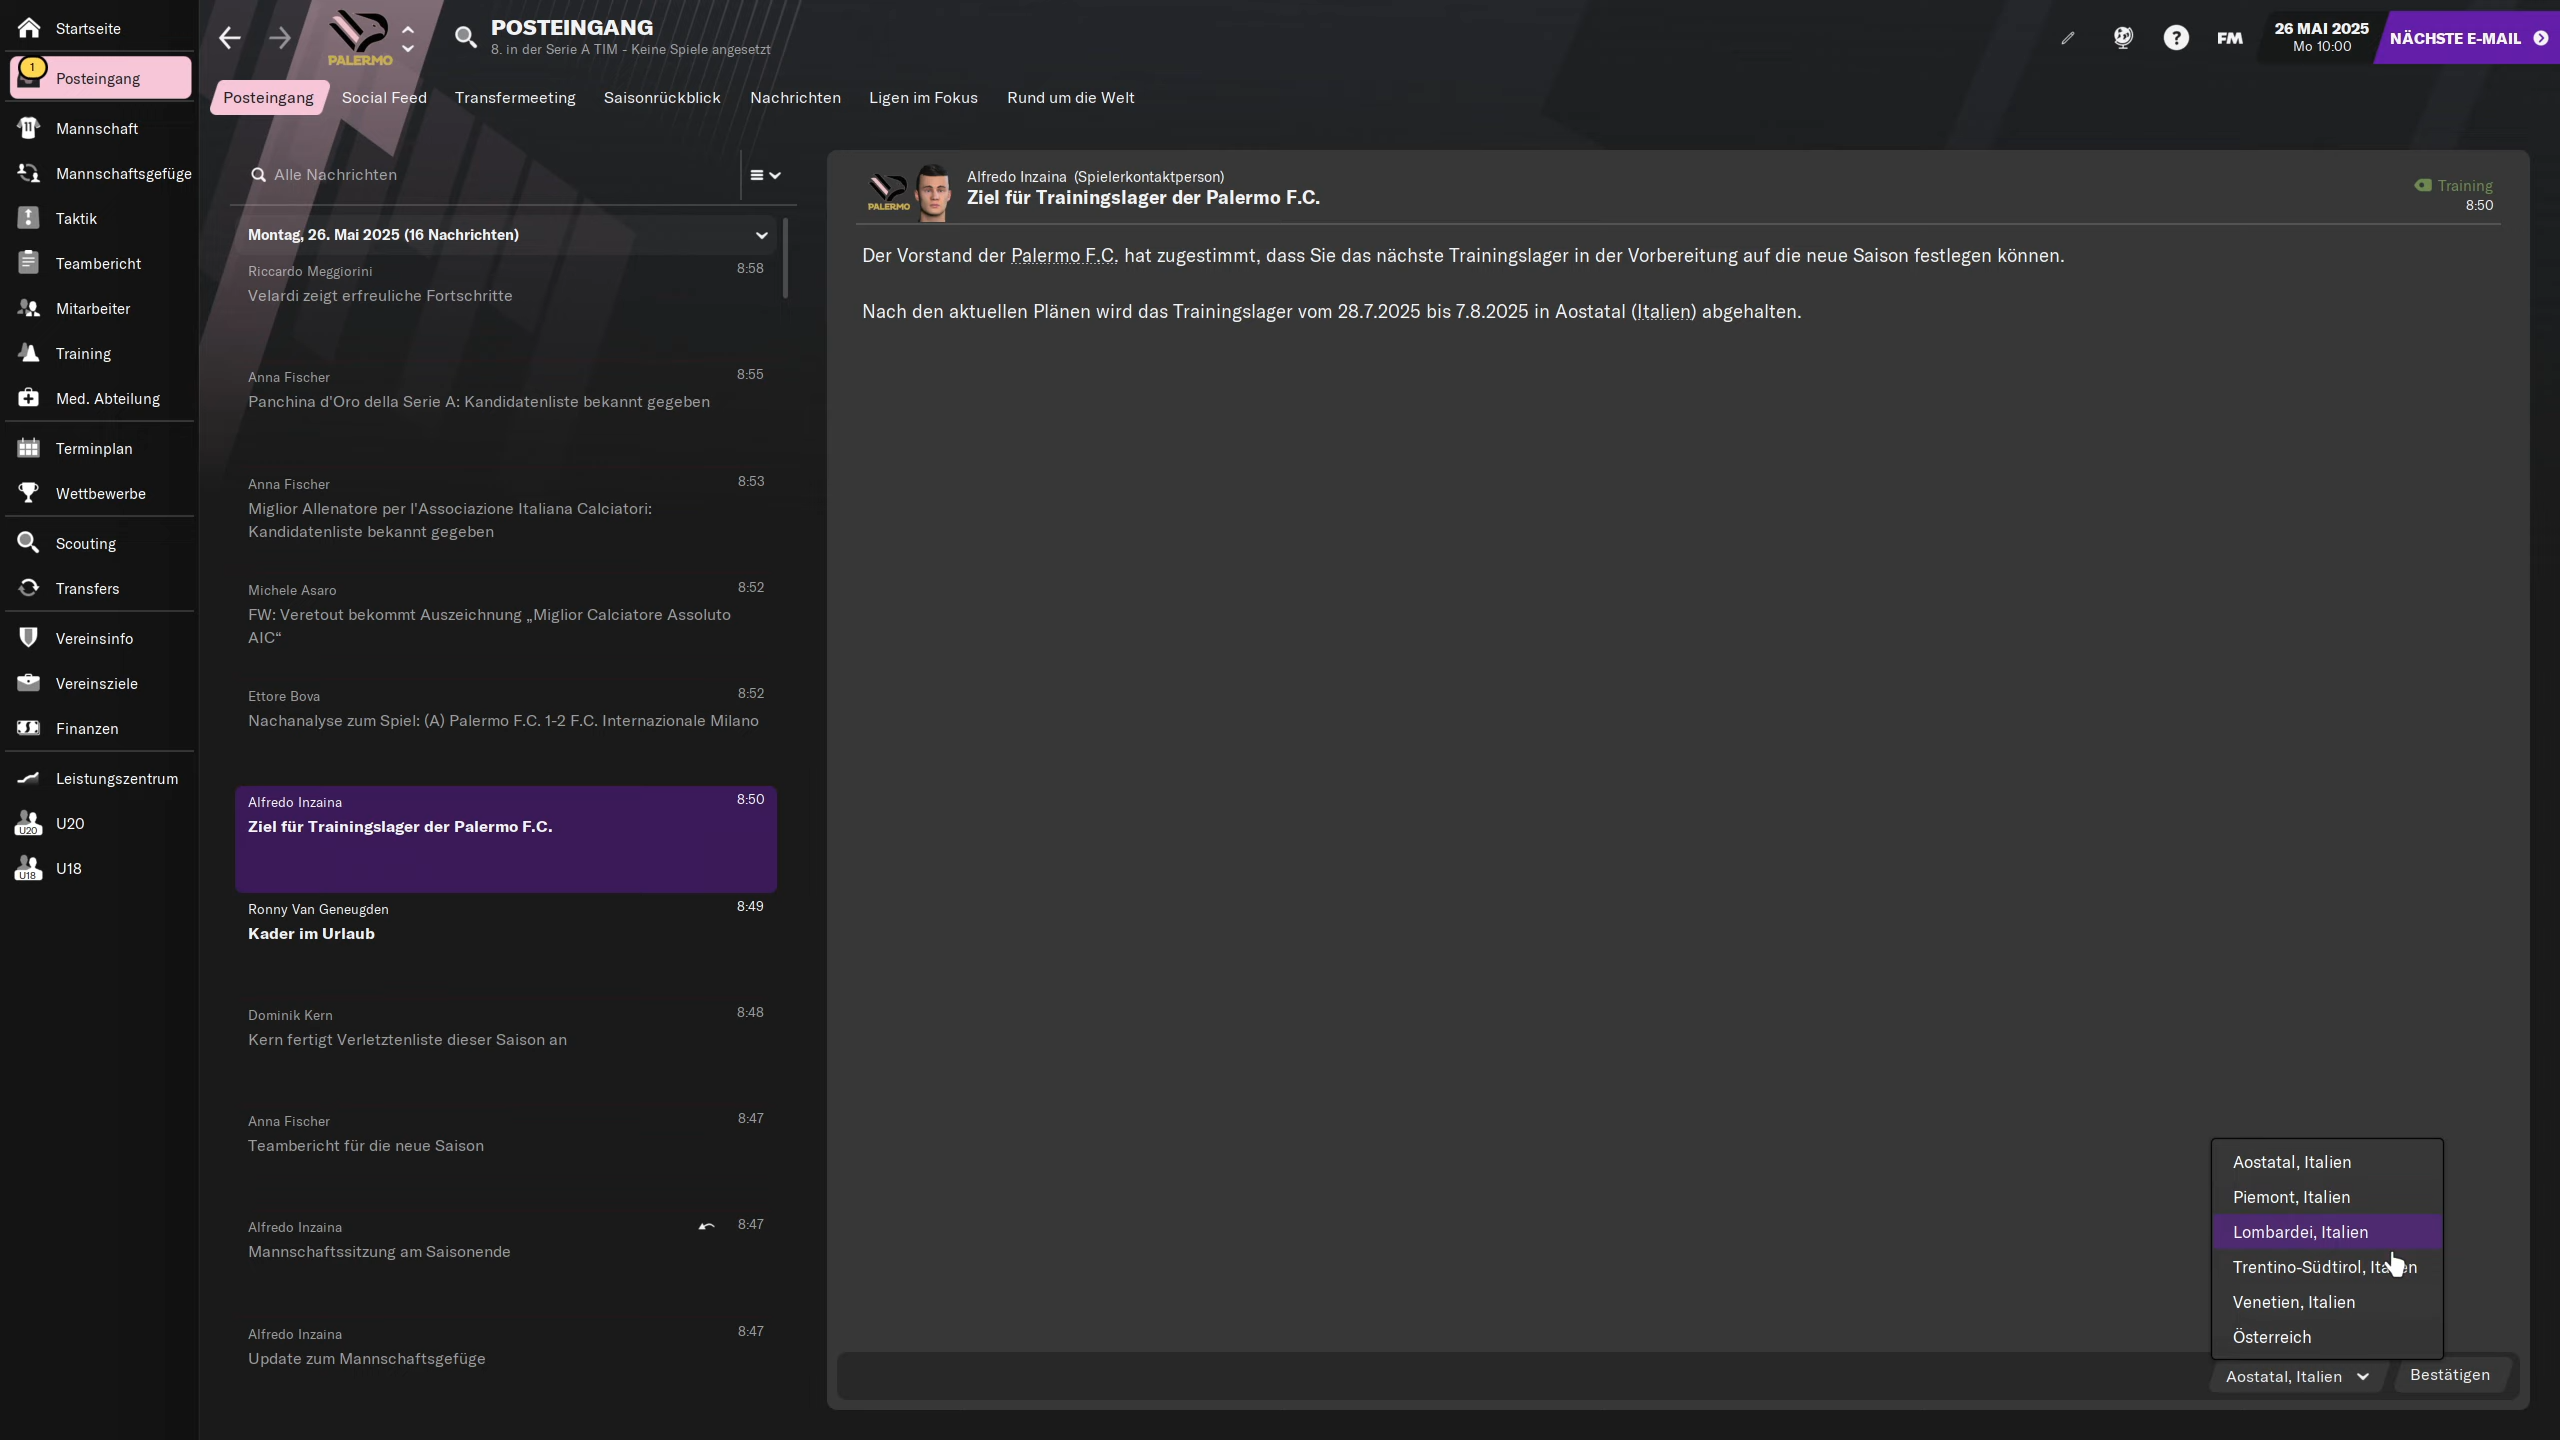 Startseite
1
Posteingang
Mannschaft
Mannschaftsgefüge
Taktik
Teambericht
Mitarbeiter
Training
Med. Abteilung
Terminplan
Wettbewerbe
Scouting
Transfers
Vereinsinfo
Vereinsziele
Finanzen
Leistungszentrum
U20
U20
U18
U18
PALERMO
POSTEINGANG
8. in der Serie A TIM - Keine Spiele angesetzt
?
FM
26 MAI 2025
Mo 10:00
NÄCHSTE E-MAIL
Posteingang
Social Feed
Transfermeeting
Saisonrückblick
Nachrichten
Ligen im Fokus
Rund um die Welt
Alle Nachrichten
Montag, 26. Mai 2025 (16 Nachrichten)
Riccardo Meggiorini
8:58
Velardi zeigt erfreuliche Fortschritte
Anna Fischer
8:55
Panchina d'Oro della Serie A: Kandidatenliste bekannt gegeben
Anna Fischer
8:53
Miglior Allenatore per l'Associazione Italiana Calciatori:
Kandidatenliste bekannt gegeben
Michele Asaro
8:52
FW: Veretout bekommt Auszeichnung „Miglior Calciatore Assoluto
AIC“
Ettore Bova
8:52
Nachanalyse zum Spiel: (A) Palermo F.C. 1-2 F.C. Internazionale Milano
Alfredo Inzaina
8:50
Ziel für Trainingslager der Palermo F.C.
Ronny Van Geneugden
8:49
Kader im Urlaub
Dominik Kern
8:48
Kern fertigt Verletztenliste dieser Saison an
Anna Fischer
8:47
Teambericht für die neue Saison
Alfredo Inzaina
8:47
Mannschaftssitzung am Saisonende
Alfredo Inzaina
8:47
Update zum Mannschaftsgefüge
PALERMO
Alfredo Inzaina (Spielerkontaktperson)
Ziel für Trainingslager der Palermo F.C.
Training
8:50
Der Vorstand der Palermo F.C. hat zugestimmt, dass Sie das nächste Trainingslager in der Vorbereitung auf die neue Saison festlegen können.
Nach den aktuellen Plänen wird das Trainingslager vom 28.7.2025 bis 7.8.2025 in Aostatal (Italien) abgehalten.
Aostatal, Italien
Piemont, Italien
Lombardei, Italien
Trentino-Südtirol, Italien
Venetien, Italien
Österreich
Aostatal, Italien
Bestätigen